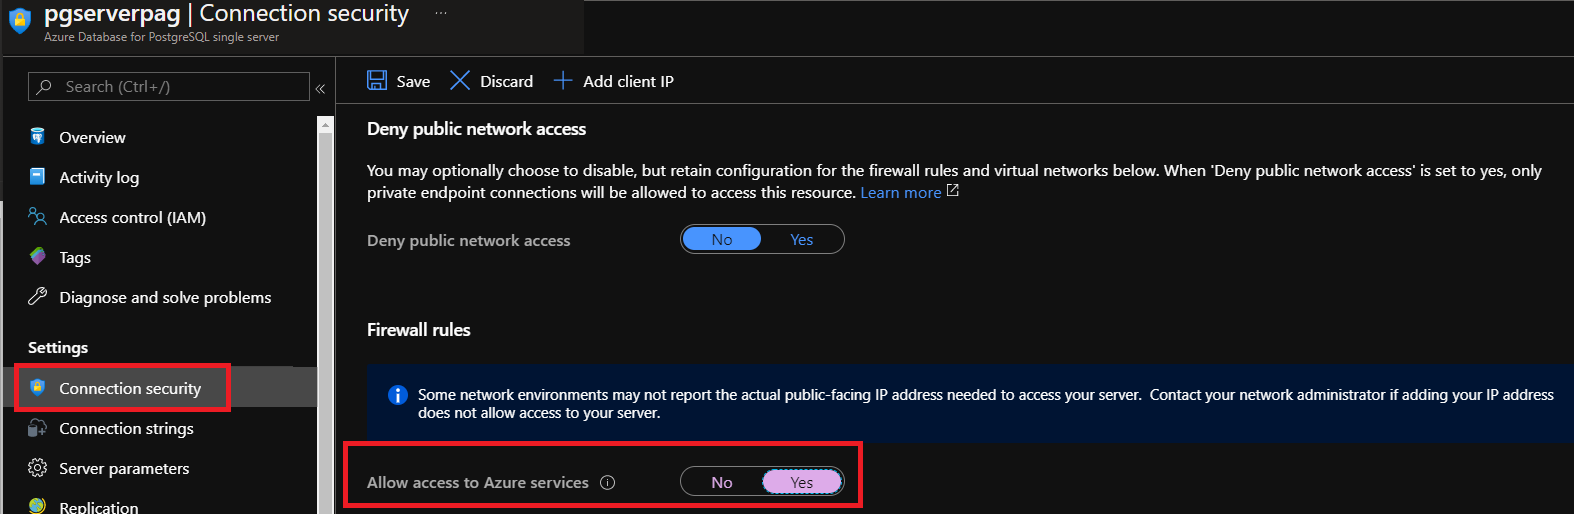 pgserverpag | Connection security ...
Azure Database for PostgreSQL single server
Search (Ctrl+/)
«
Overview
Activity log
Access control (IAM)
Tags
Diagnose and solve problems
Settings
Connection security
Connection strings
Server parameters
Replication
Save Discard Add client IP
Deny public network access
You may optionally choose to disable, but retain configuration for the firewall rules and virtual networks below. When 'Deny public network access' is set to yes, only
private endpoint connections will be allowed to access this resource. Learn more
Deny public network access No Yes
Firewall rules
Some network environments may not report the actual public-facing IP address needed to access your server.  Contact your network administrator if adding your IP address
does not allow access to your server.
Allow access to Azure services No Yes